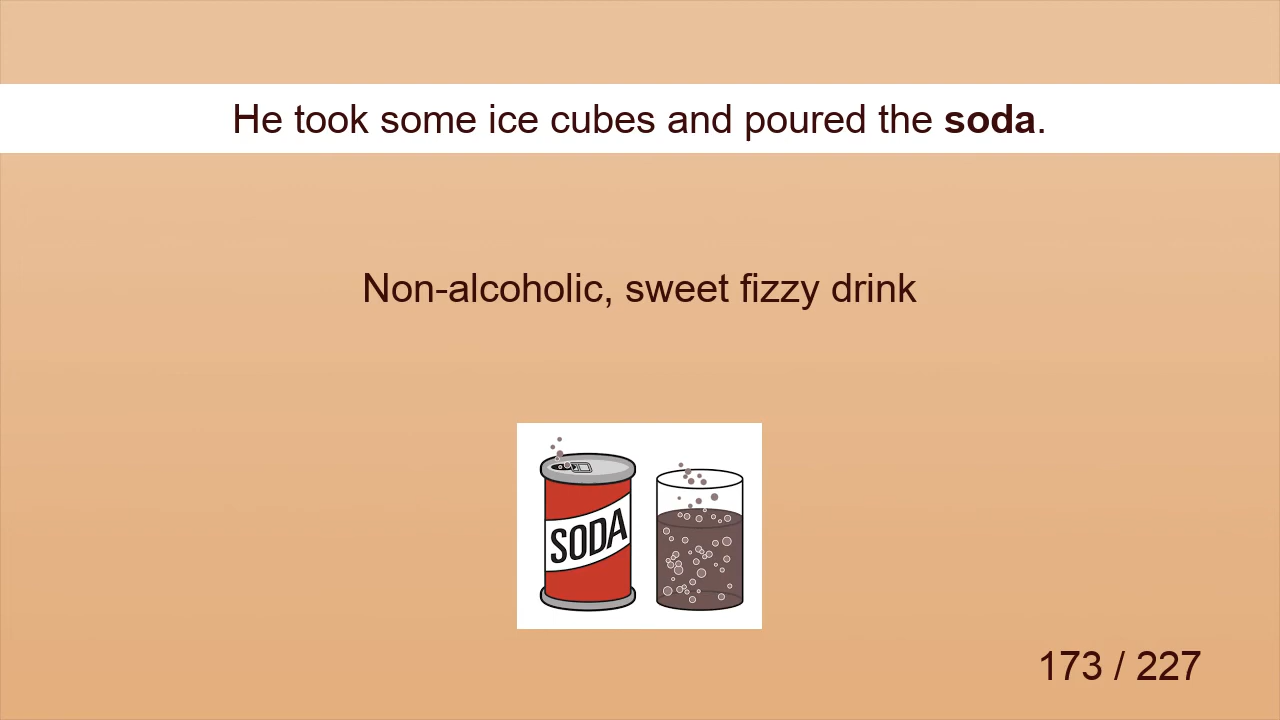 He took some ice cubes and poured the soda.
Non-alcoholic, sweet fizzy drink
SODA
173 / 227